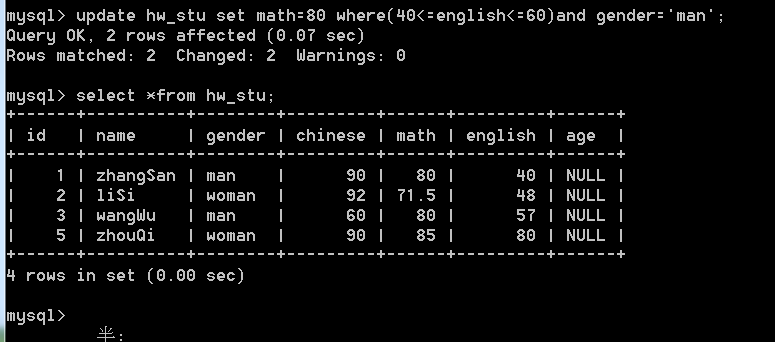 mysql> update hw_stu set math=80 where(40<=english<=60)and gender='man';
Query OK, 2 rows affected (0.07 sec)
Rows matched: 2  Changed: 2  Warnings: 0

mysql> select *from hw_stu;
+------+----------+--------+---------+------+---------+------+
| id   | name     | gender | chinese | math | english | age  |
+------+----------+--------+---------+------+---------+------+
|    1 | zhangSan | man    |      90 |   80 |      40 | NULL |
|    2 | liSi     | woman  |      92 | 71.5 |      48 | NULL |
|    3 | wangWu   | man    |      60 |   80 |      57 | NULL |
|    5 | zhouQi   | woman  |      90 |   85 |      80 | NULL |
+------+----------+--------+---------+------+---------+------+
4 rows in set (0.00 sec)

mysql>
半: